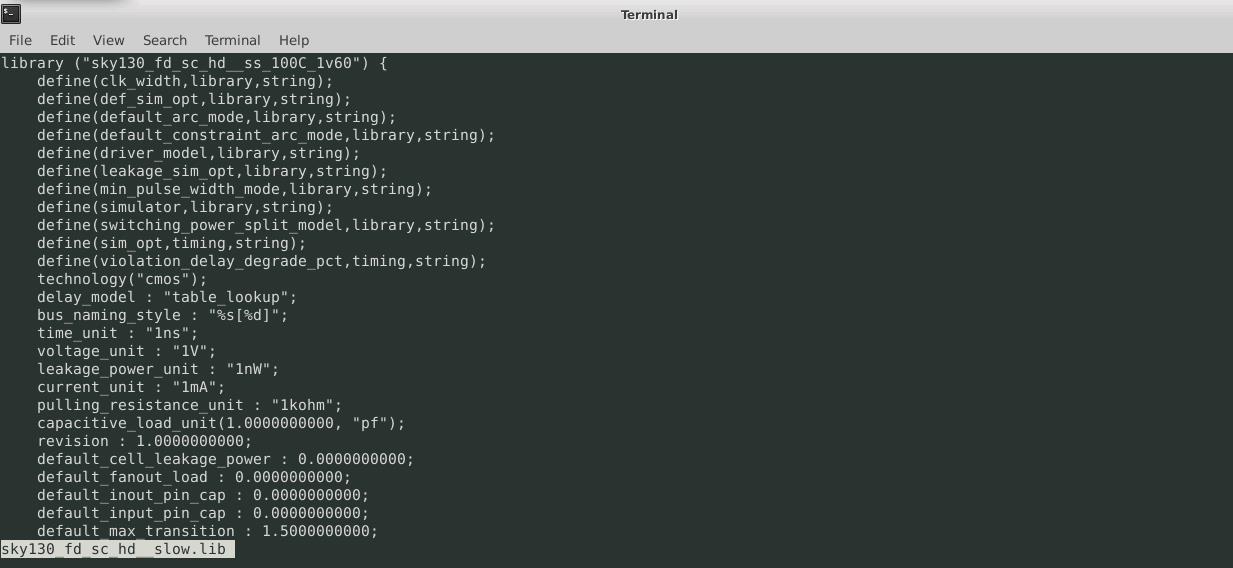 Terminal
File Edit View Search Terminal Help
library ("sky130_fd_sc_hd__ss_100C_1v60") {
    define(clk_width,library,string);
    define(def_sim_opt,library,string);
    define(default_arc_mode,library,string);
    define(default_constraint_arc_mode,library,string);
    define(driver_model,library,string);
    define(leakage_sim_opt,library,string);
    define(min_pulse_width_mode,library,string);
    define(simulator,library,string);
    define(switching_power_split_model,library,string);
    define(sim_opt,timing,string);
    define(violation_delay_degrade_pct,timing,string);
    technology("cmos");
    delay_model : "table_lookup";
    bus_naming_style : "%s[%d]";
    time_unit : "1ns";
    voltage_unit : "1V";
    leakage_power_unit : "1nW";
    current_unit : "1mA";
    pulling_resistance_unit : "1kohm";
    capacitive_load_unit(1.0000000000, "pf");
    revision : 1.0000000000;
    default_cell_leakage_power : 0.0000000000;
    default_fanout_load : 0.0000000000;
    default_inout_pin_cap : 0.0000000000;
    default_input_pin_cap : 0.0000000000;
    default_max_transition : 1.5000000000;
sky130_fd_sc_hd__slow.lib